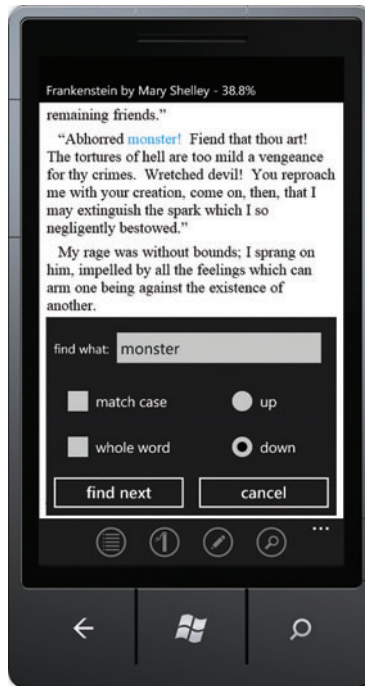 Frankenstein by Mary Shelley - 38.8%
remaining friends.”
“Abhorred monster!  Fiend that thou art!
The tortures of hell are too mild a vengeance
for thy crimes.  Wretched devil!  You reproach
me with your creation, come on, then, that I
may extinguish the spark which I so
negligently bestowed.”
My rage was without bounds; I sprang on
him, impelled by all the feelings which can
arm one being against the existence of
another.
find what: monster
match case up
whole word down
find next cancel